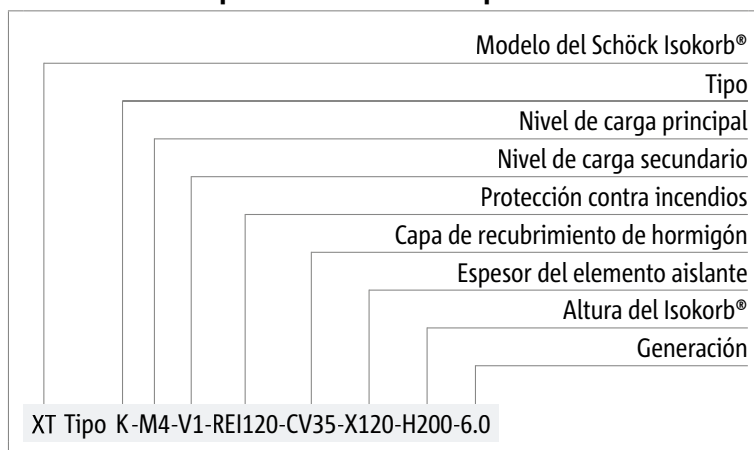 Modelo del Schöck Isokorb®
Tipo
Nivel de carga principal
Nivel de carga secundario
Protección contra incendios
Capa de recubrimiento de hormigón
Espesor del elemento aislante
Altura del Isokorb®
Generación
XT Tipo K-M4-V1-REI120-CV35-X120-H200-6.0